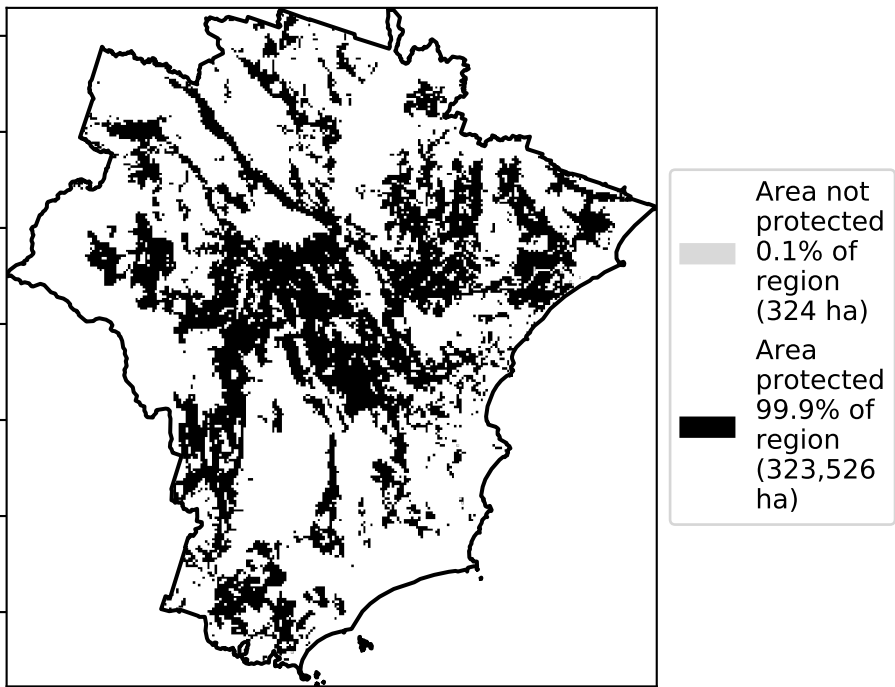 Area not
protected
0.1% of
region
(324 ha)
Area
protected
99.9% of
region
(323,526
ha)